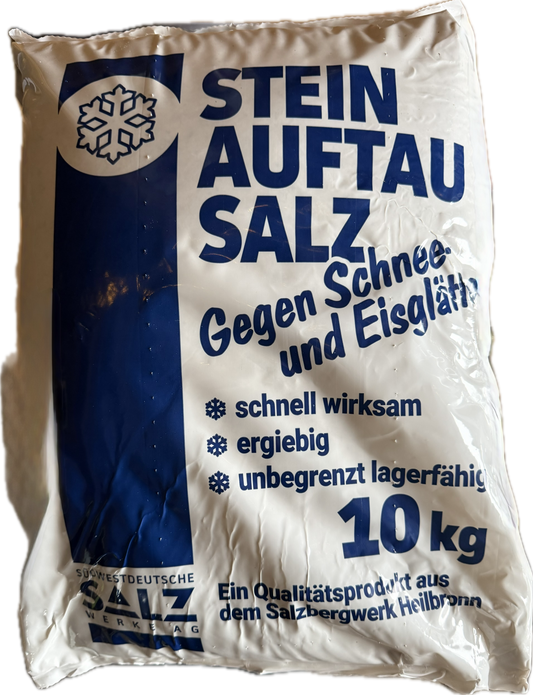 STEIN
AUFTAU
SALZ
Gegen Schnee-
und Eisglätte
schnell wirksam
ergiebig
unbegrenzt lagerfähig
10 kg
SÜDWESTDEUTSCHE
SALZ
WERKE AG
Ein Qualitätsprodukt aus
dem Salzbergwerk Heilbronn